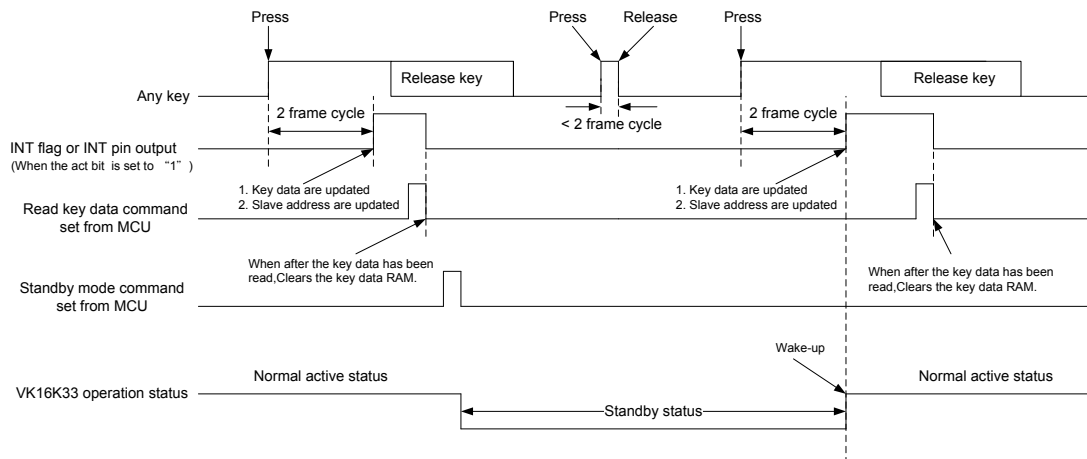 Press
Press
Release
Press
Any key
Release key
Release key
2 frame cycle
< 2 frame cycle
2 frame cycle
INT flag or INT pin output
(When the act bit is set to “1” )
1. Key data are updated
2. Slave address are updated
1. Key data are updated
2. Slave address are updated
Read key data command
set from MCU
When after the key data has been
read,Clears the key data RAM.
When after the key data has been
read,Clears the key data RAM.
Standby mode command
set from MCU
Wake-up
VK16K33 operation status
Normal active status
Standby status
Normal active status